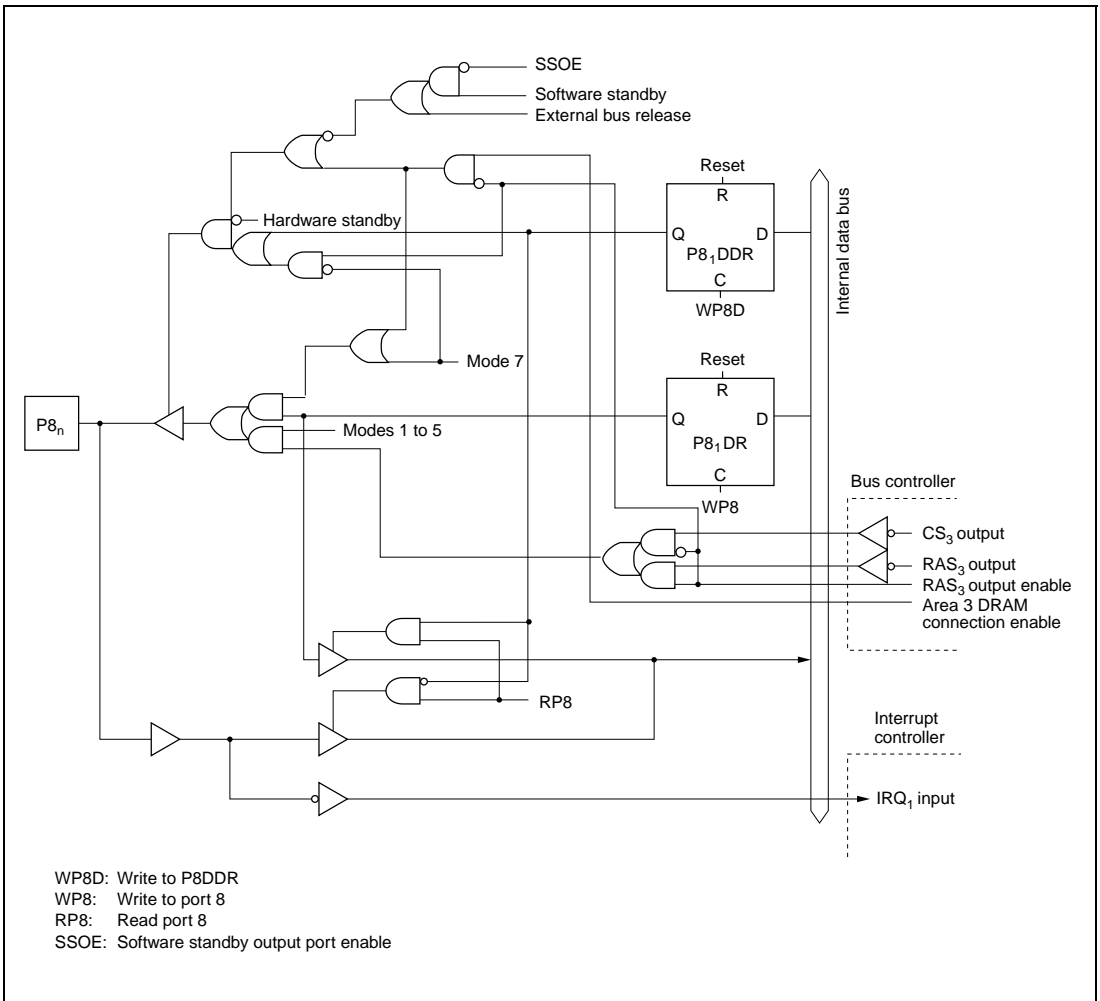 SSOE
Software standby
External bus release
Reset
R
Hardware standby
Q
D
P8₁DDR
C
WP8D
Internal data bus
Mode 7
Reset
R
Q
D
P8₁DR
C
WP8
P8ₙ
Modes 1 to 5
Bus controller
CS₃ output
RAS₃ output
RAS₃ output enable
Area 3 DRAM
connection enable
RP8
Interrupt
controller
IRQ₁ input
WP8D: Write to P8DDR
WP8: Write to port 8
RP8: Read port 8
SSOE: Software standby output port enable